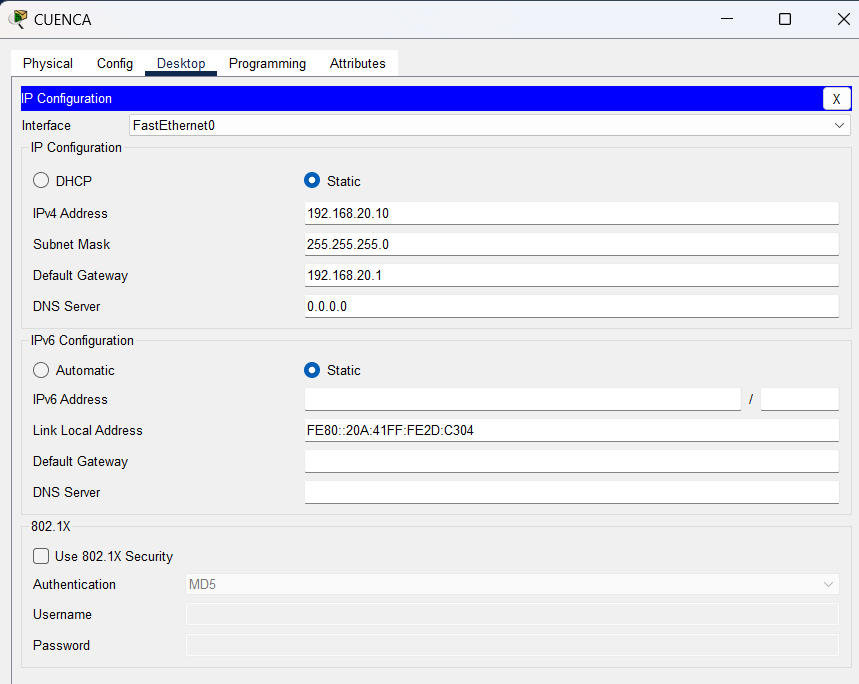 CUENCA
Physical Config Desktop Programming Attributes
IP Configuration X
Interface FastEthernet0
IP Configuration
DHCP Static
IPv4 Address 192.168.20.10
Subnet Mask 255.255.255.0
Default Gateway 192.168.20.1
DNS Server 0.0.0.0
IPv6 Configuration
Automatic Static
IPv6 Address /
Link Local Address FE80::20A:41FF:FE2D:C304
Default Gateway
DNS Server
802.1X
Use 802.1X Security
Authentication MD5
Username
Password